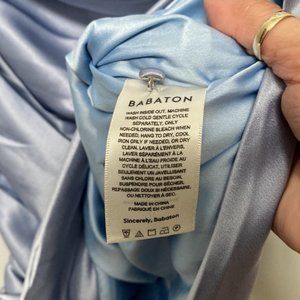 BABATON
WASH INSIDE OUT. MACHINE
WASH COLD GENTLE CYCLE
SEPARATELY, ONLY
NON-CHLORINE BLEACH WHEN
NEEDED, HANG TO DRY, COOL
IRON ONLY IF NEEDED, OR DRY
CLEAN. LAVER À L'ENVERS,
LAVER SÉPARÉMENT À LA
MACHINE À L'EAU FROIDE AU
CYCLE DÉLICAT, UTILISER
SEULEMENT UN JAVELLISANT
SANS CHLORE AU BESOIN,
SUSPENDRE POUR SÉCHER,
REPASSER À FER DOUX SI NÉCESSAIRE,
OU NETTOYER À SEC.
MADE IN CHINA
FABRIQUÉ EN CHINE
Sincerely, Babaton